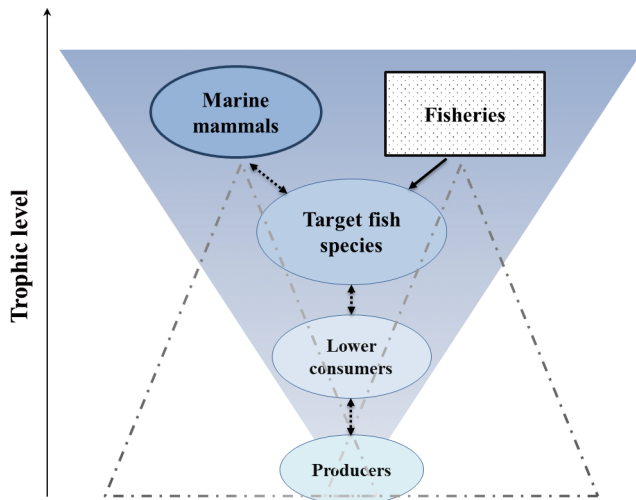 Trophic level
Marine
mammals
Fisheries
Target fish
species
Lower
consumers
Producers